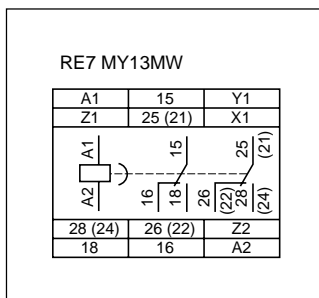 RE7 MY13MW
A1 15 Y1
Z1 25 (21) X1
A1 15 25 (21)
A2 16 18 26 (22) 28 (24)
28 (24) 26 (22) Z2
18 16 A2